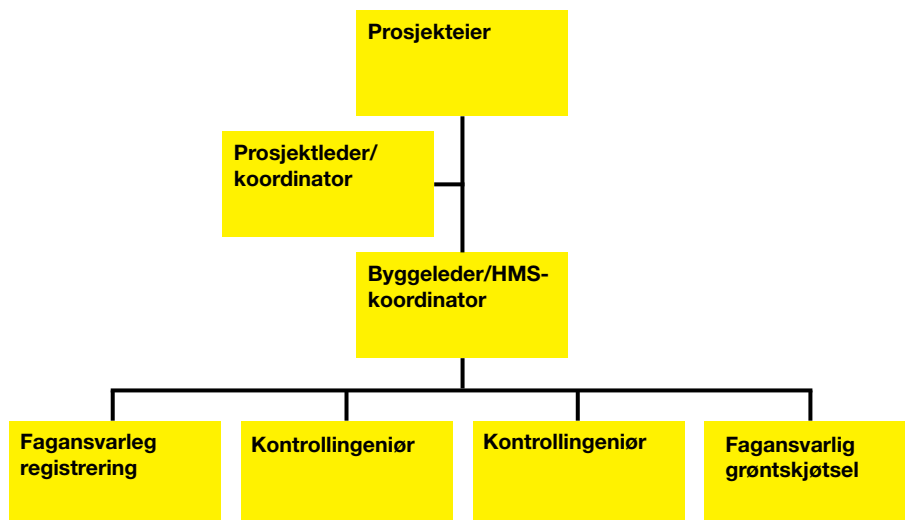 Prosjekteier
Prosjektleder/
koordinator
Byggeleder/HMS-
koordinator
Fagansvarleg
registrering
Kontrollingeniør
Kontrollingeniør
Fagansvarlig
grøntskjøtsel